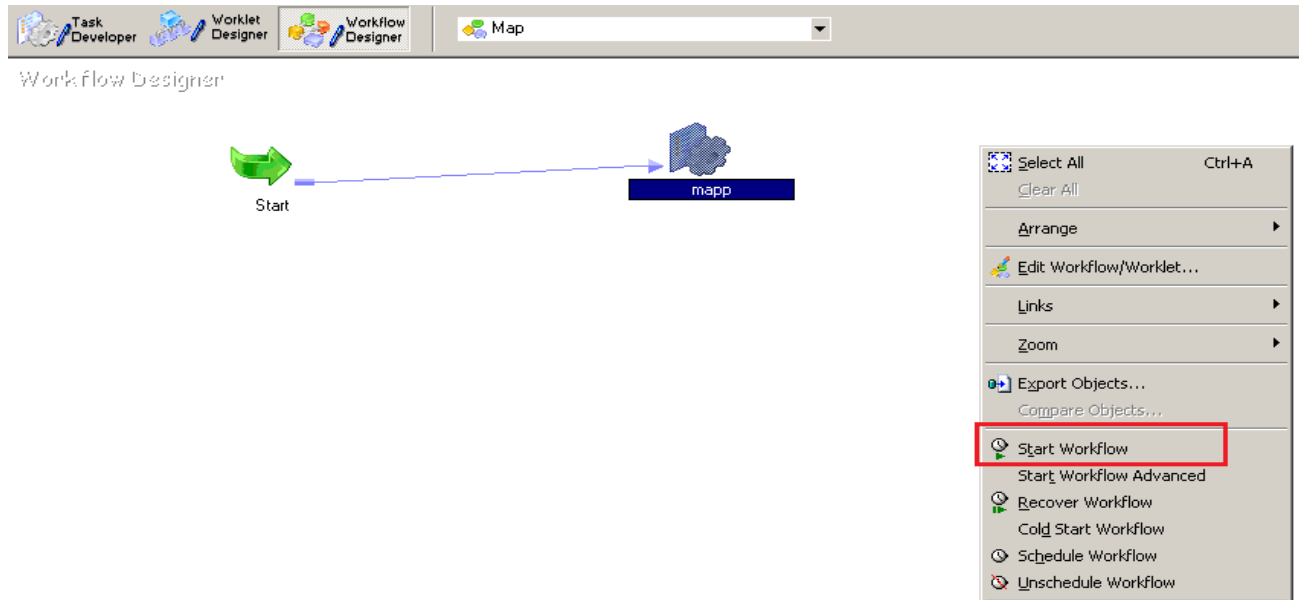 Task
Developer
Worklet
Designer
Workflow
Designer
Map
Workflow Designer
Start
mapp
Select All Ctrl+A
Clear All
Arrange
Edit Workflow/Worklet...
Links
Zoom
Export Objects...
Compare Objects...
Start Workflow
Start Workflow Advanced
Recover Workflow
Cold Start Workflow
Schedule Workflow
Unschedule Workflow